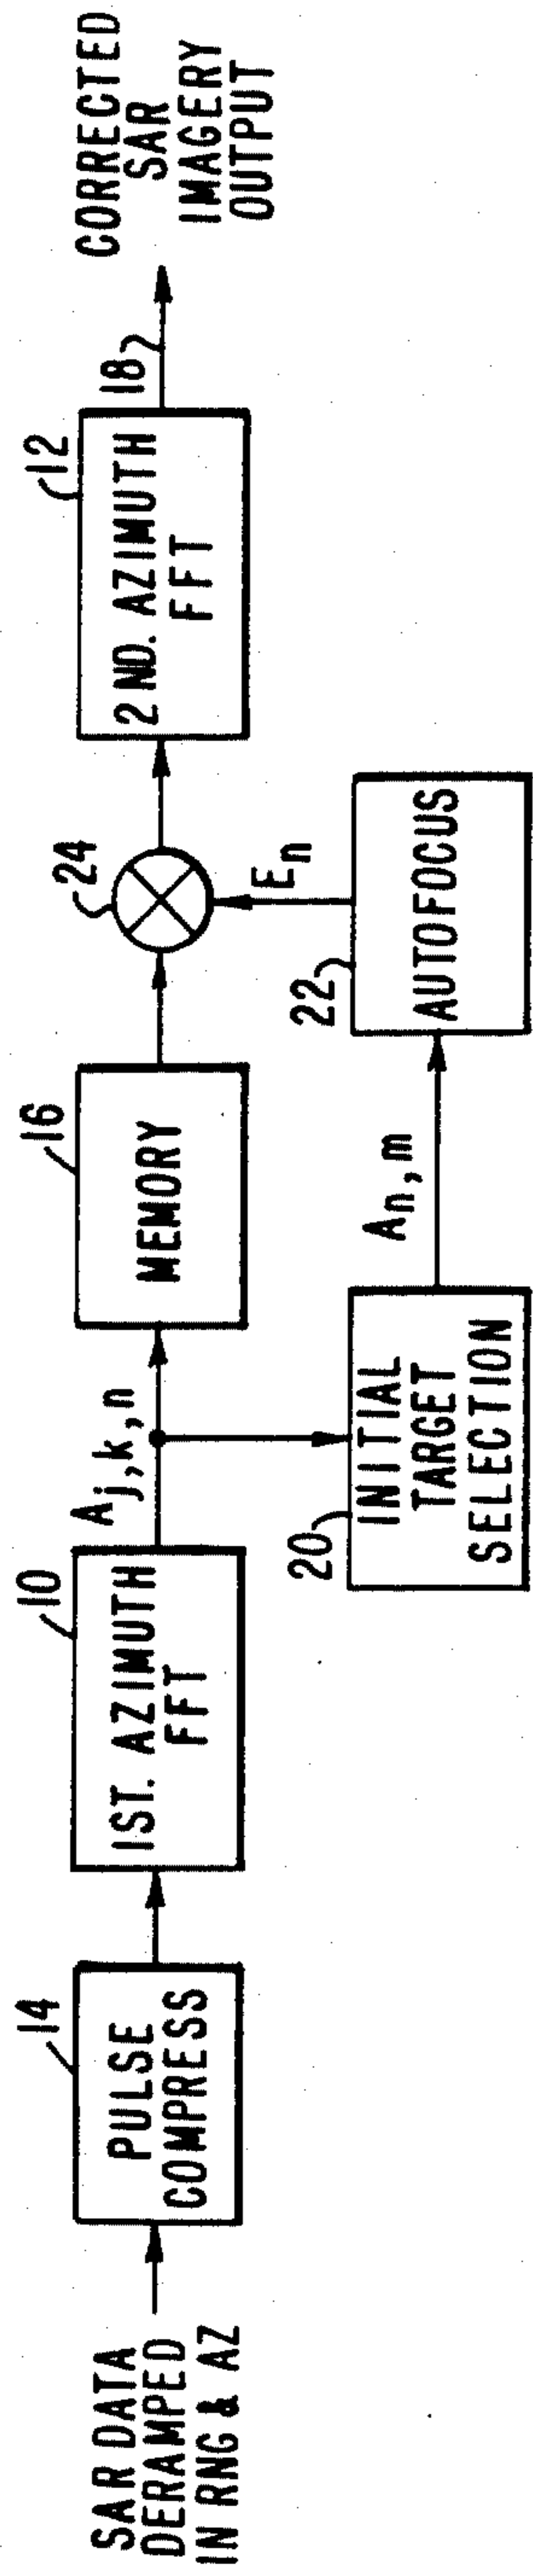 SAR DATA
DERAMPED
IN RNG & AZ
14
PULSE
COMPRESS
10
1ST. AZIMUTH
FFT
Aj,k,n
16
MEMORY
24
12
2 ND. AZIMUTH
FFT
18
CORRECTED
SAR
IMAGERY
OUTPUT
20
INITIAL
TARGET
SELECTION
An,m
22
AUTOFOCUS
En